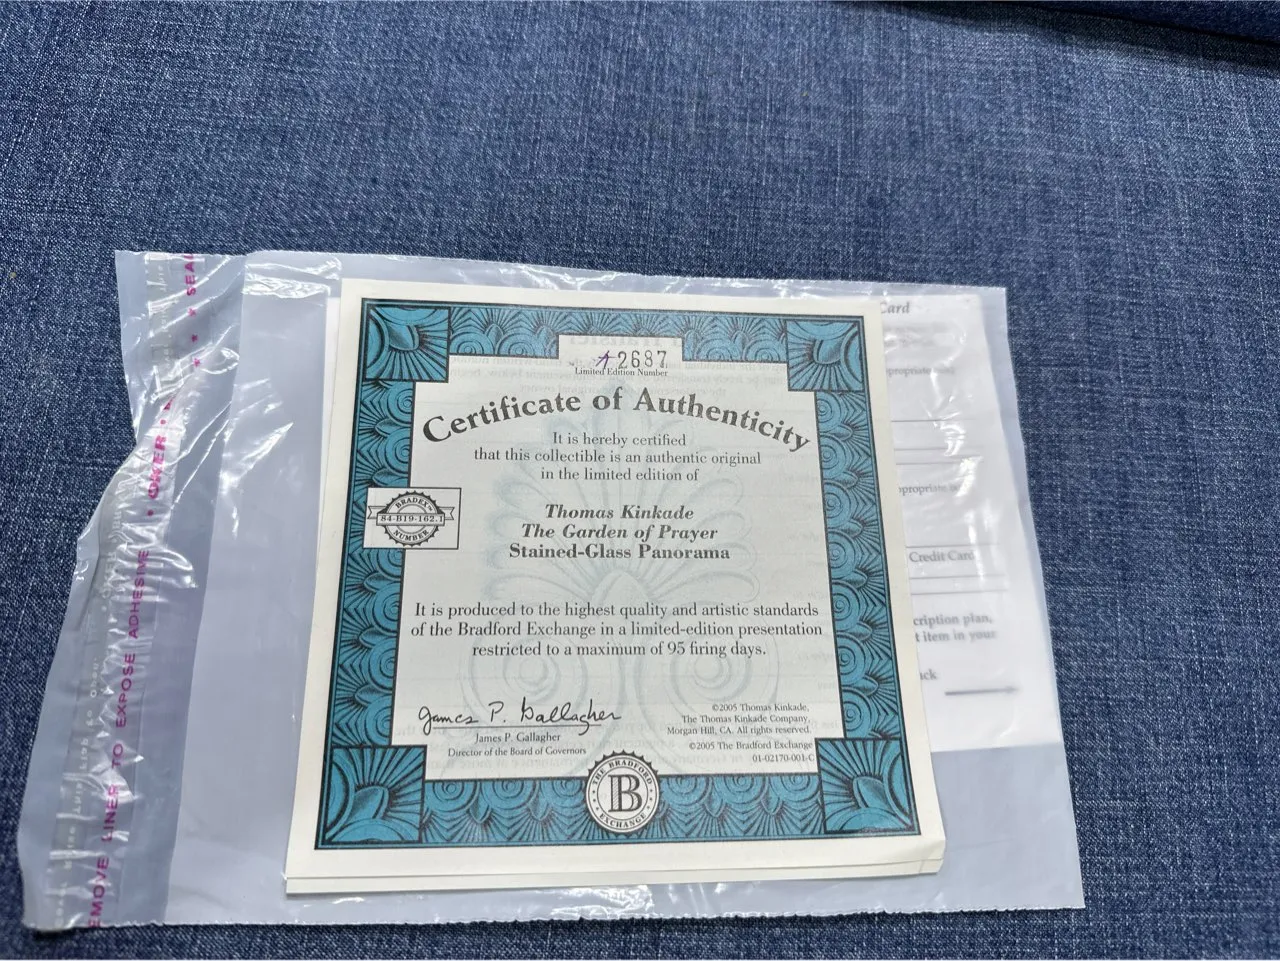 A2687
Limited Edition Number
Certificate of Authenticity
It is hereby certified
that this collectible is an authentic original
in the limited edition of
BRADEX
84-B19-162.1
NUMBER
Thomas Kinkade
The Garden of Prayer
Stained-Glass Panorama
It is produced to the highest quality and artistic standards
of the Bradford Exchange in a limited-edition presentation
restricted to a maximum of 95 firing days.
James P. Gallagher
James P. Gallagher
Director of the Board of Governors
©2005 Thomas Kinkade,
The Thomas Kinkade Company,
Morgan Hill, CA. All rights reserved.
©2005 The Bradford Exchange
01-02170-001-C
THE BRADFORD
B
EXCHANGE
Card
Credit Card
plan,
item in your
TO EXPOSE ADHESIVE • OVER